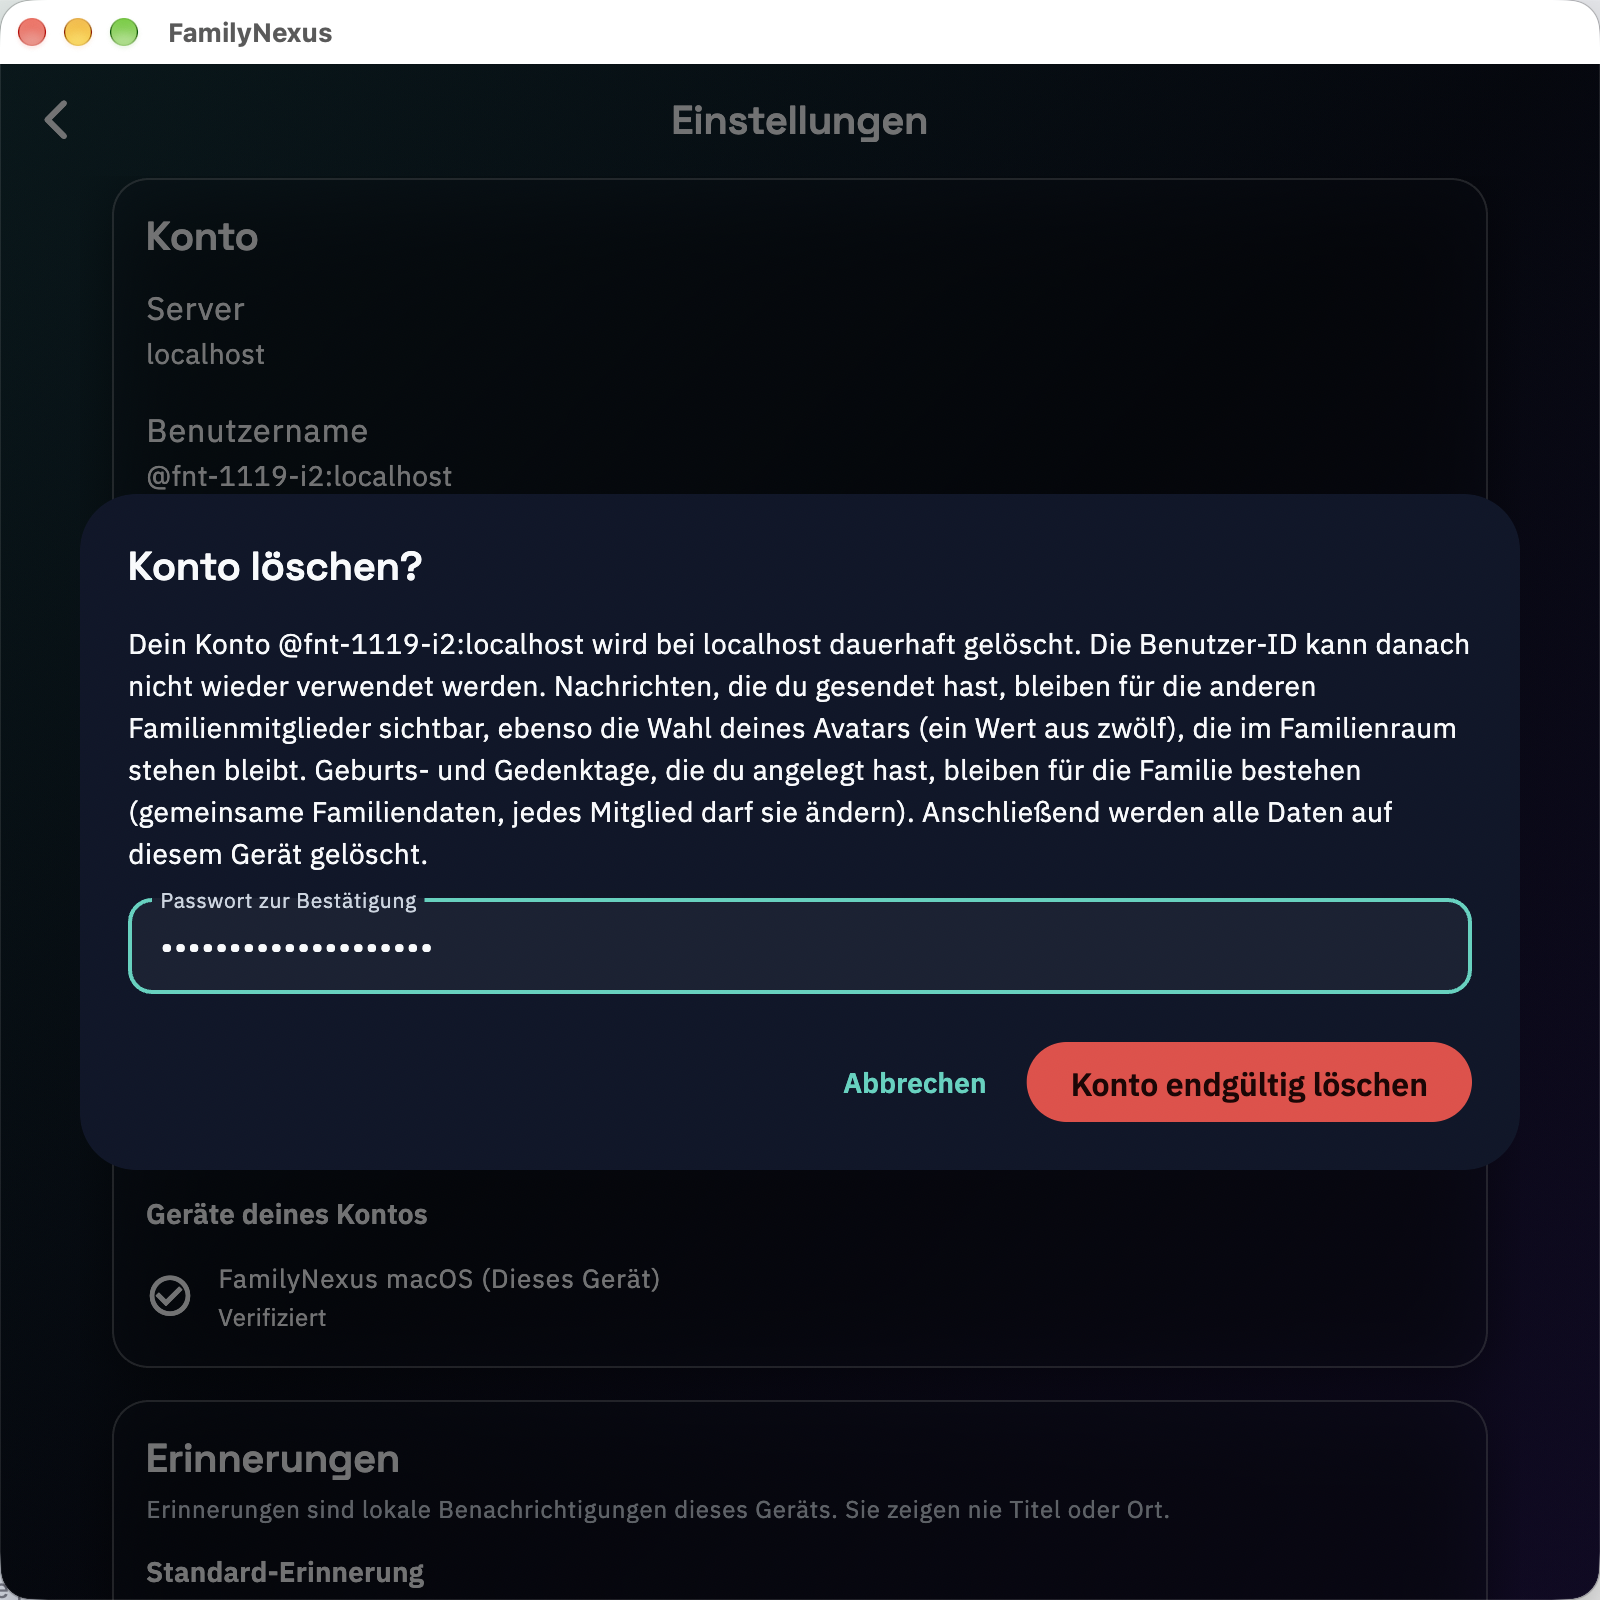 FamilyNexus
Einstellungen
Konto
Server
localhost
Benutzername
@fnt-1119-i2:localhost
Konto löschen?
Dein Konto @fnt-1119-i2:localhost wird bei localhost dauerhaft gelöscht. Die Benutzer-ID kann danach
nicht wieder verwendet werden. Nachrichten, die du gesendet hast, bleiben für die anderen
Familienmitglieder sichtbar, ebenso die Wahl deines Avatars (ein Wert aus zwölf), die im Familienraum
stehen bleibt. Geburts- und Gedenktage, die du angelegt hast, bleiben für die Familie bestehen
(gemeinsame Familiendaten, jedes Mitglied darf sie ändern). Anschließend werden alle Daten auf
diesem Gerät gelöscht.
Passwort zur Bestätigung
••••••••••••••••••••
Abbrechen
Konto endgültig löschen
Geräte deines Kontos
FamilyNexus macOS (Dieses Gerät)
Verifiziert
Erinnerungen
Erinnerungen sind lokale Benachrichtigungen dieses Geräts. Sie zeigen nie Titel oder Ort.
Standard-Erinnerung